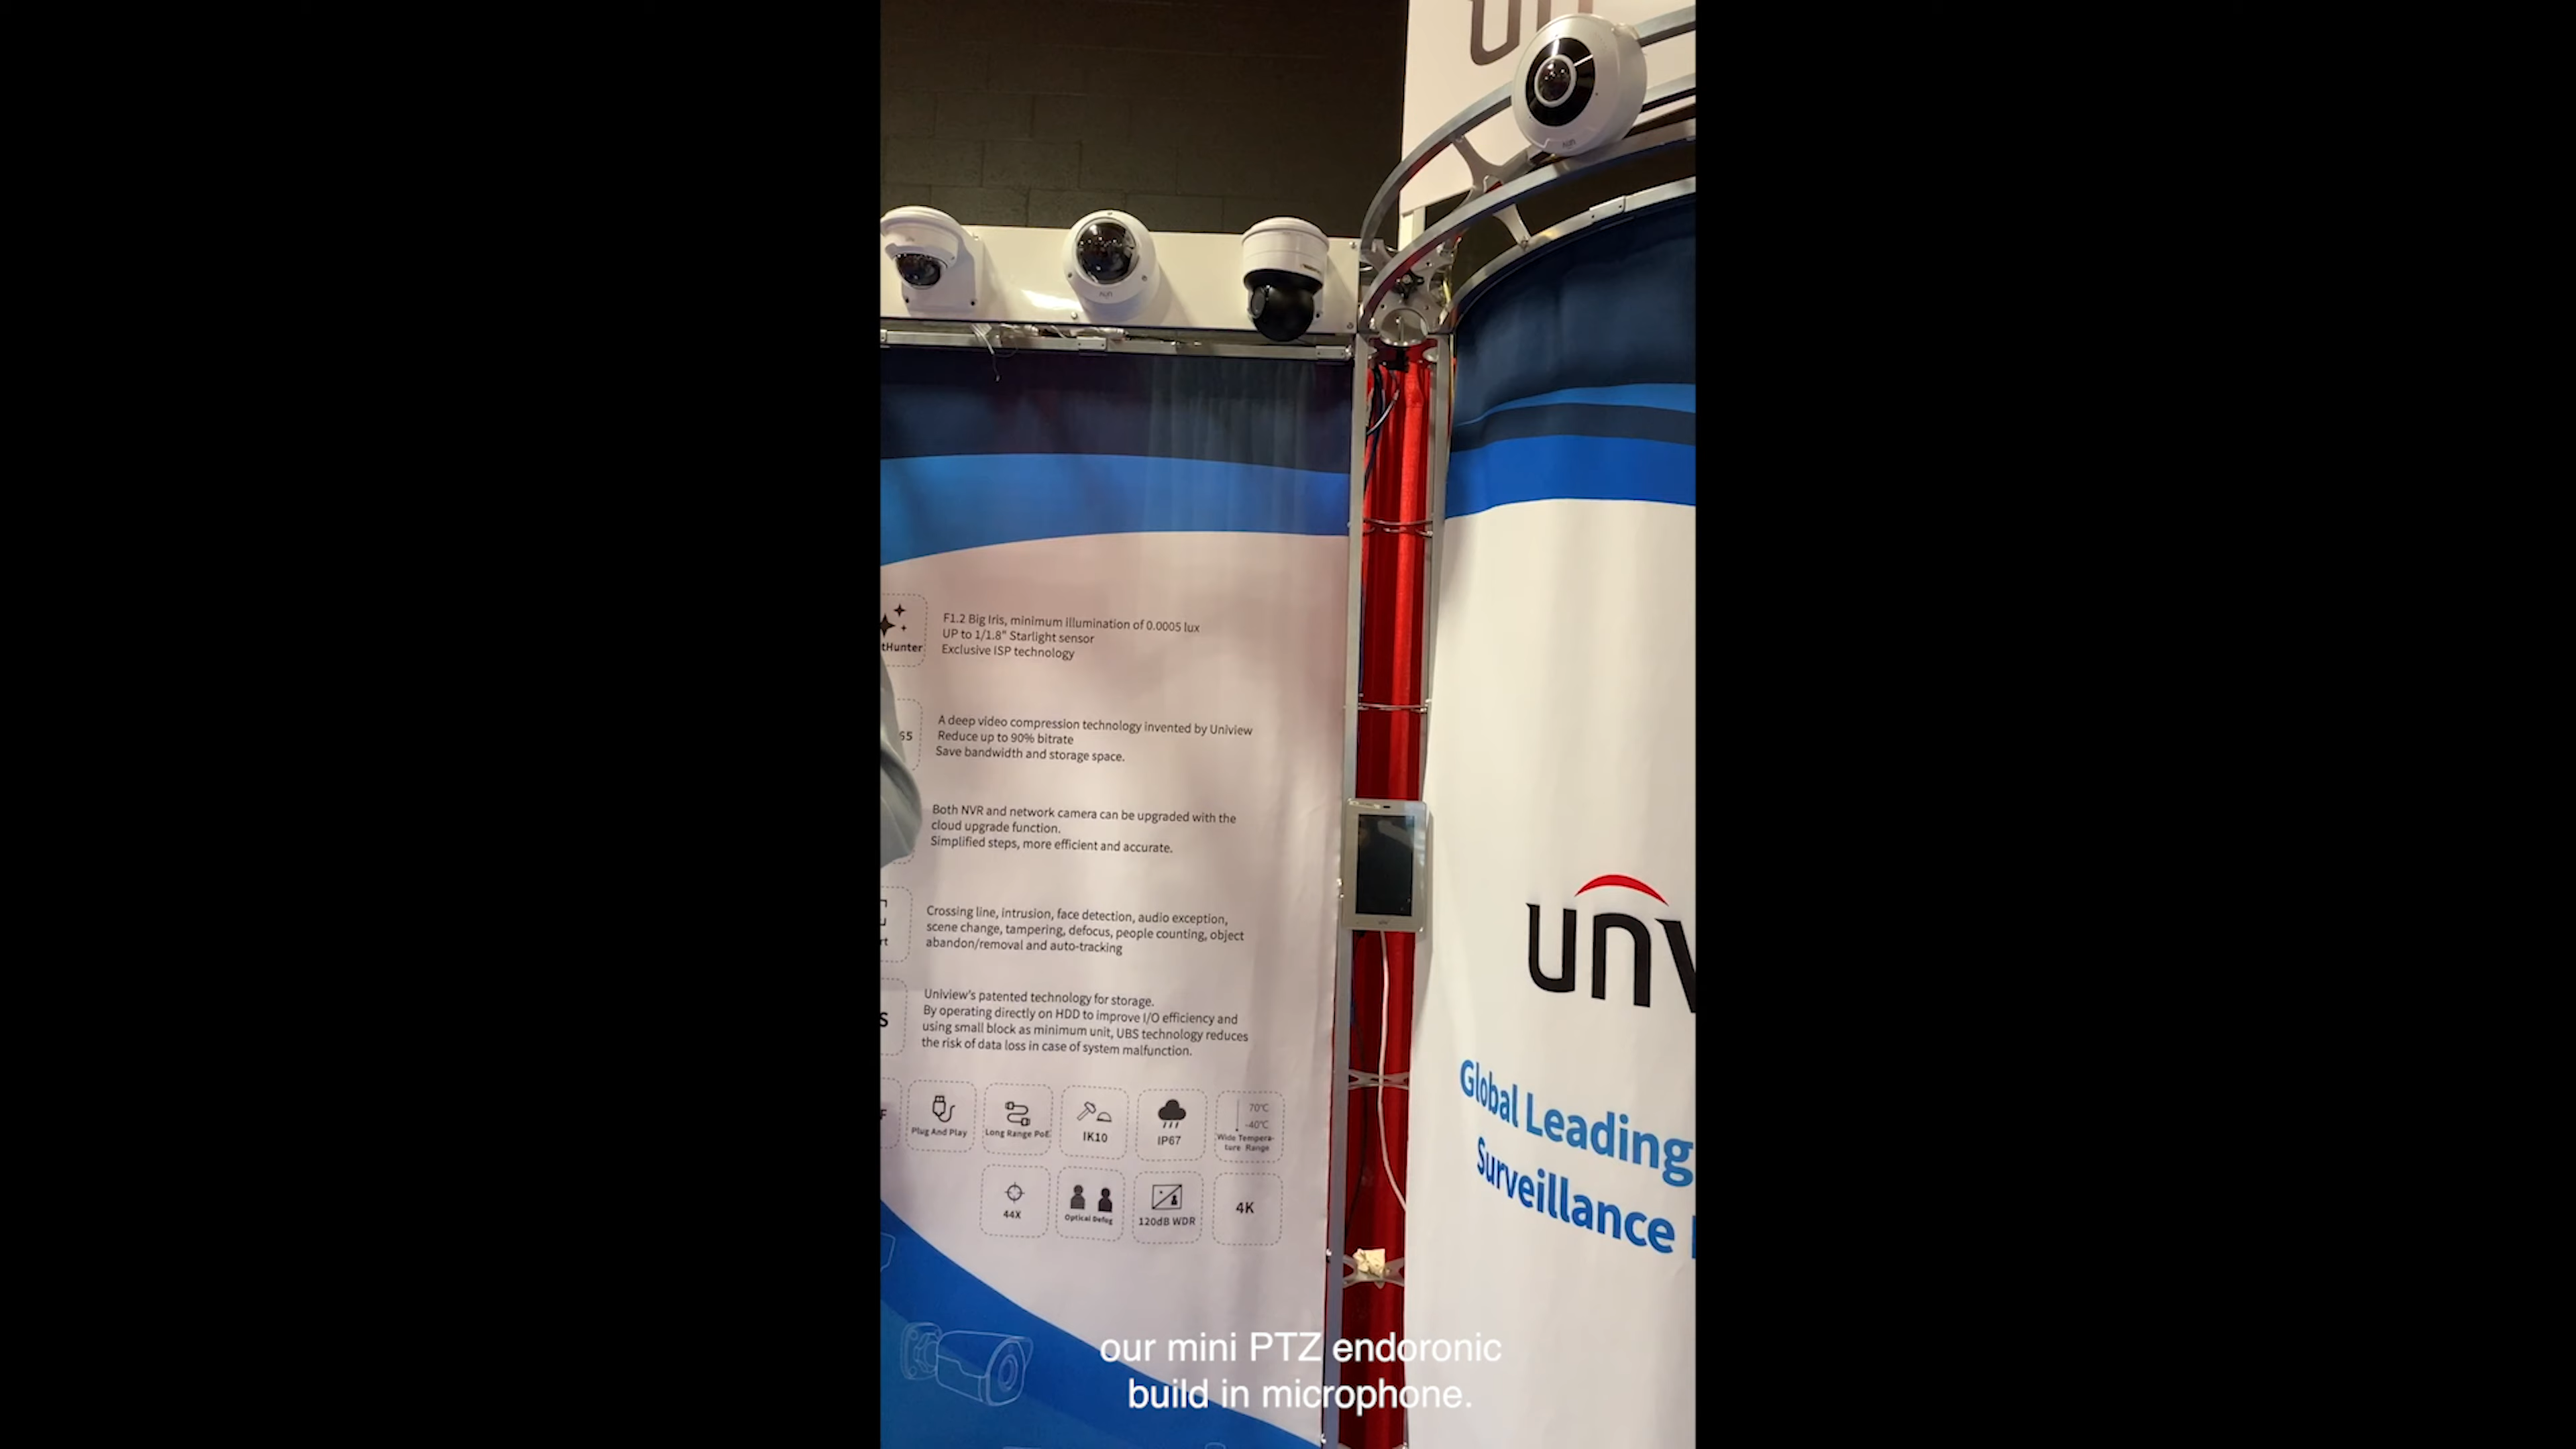 tHunter
F1.2 Big Iris, minimum illumination of 0.0005 lux
UP to 1/1.8" Starlight sensor
Exclusive ISP technology
A deep video compression technology invented by Uniview
Reduce up to 90% bitrate
Save bandwidth and storage space.
Both NVR and network camera can be upgraded with the
cloud upgrade function.
Simplified steps, more efficient and accurate.
Crossing line, intrusion, face detection, audio exception,
scene change, tampering, defocus, people counting, object
abandon/removal and auto-tracking
Uniview's patented technology for storage.
By operating directly on HDD to improve I/O efficiency and
using small block as minimum unit, UBS technology reduces
the risk of data loss in case of system malfunction.
Plug And Play
Long Range PoE
IK10
IP67
70°C
-40°C
Wide Tempera-
ture Range
44X
Optical Defog
120dB WDR
4K
unv
Global Leading
Surveillance
our mini PTZ endoronic
build in microphone.